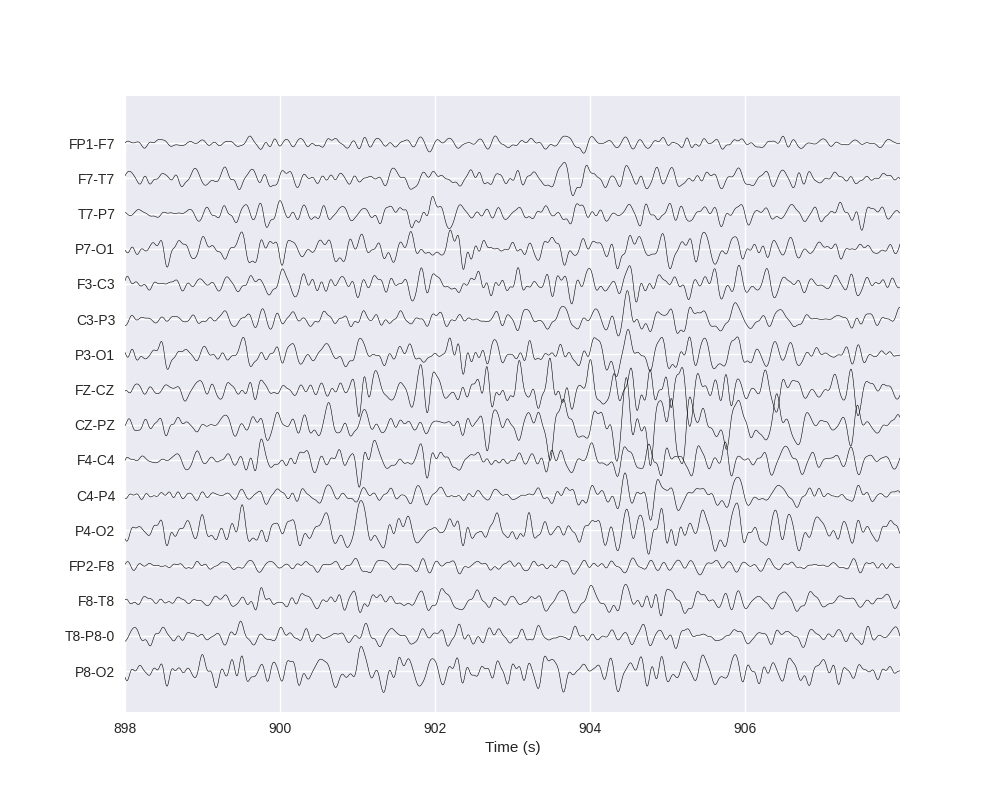 FP1-F7
F7-T7
T7-P7
P7-O1
F3-C3
C3-P3
P3-O1
FZ-CZ
CZ-PZ
F4-C4
C4-P4
P4-O2
FP2-F8
F8-T8
T8-P8-0
P8-O2
898 900 902 904 906
Time (s)